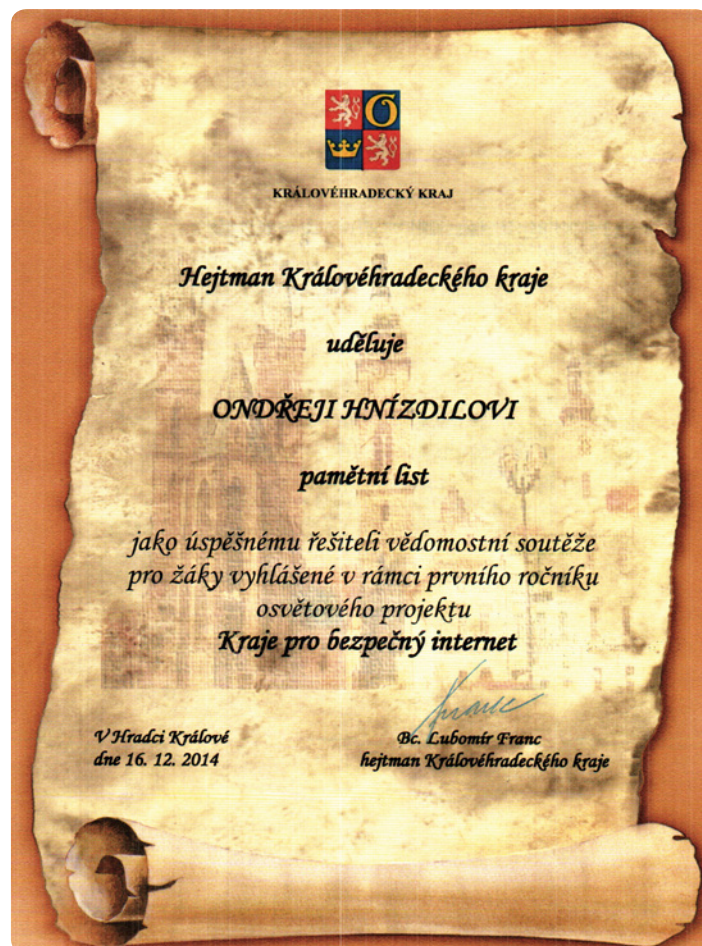 O
KRÁLOVÉHRADECKÝ KRAJ
Hejtman Královéhradeckého kraje
uděluje
ONDŘEJI HNÍZDILOVI
pamětní list
jako úspěšnému řešiteli vědomostní soutěže
pro žáky vyhlášené v rámci prvního ročníku
osvětového projektu
Kraje pro bezpečný internet
V Hradci Králové
dne 16. 12. 2014
Franc
Bc. Lubomír Franc
hejtman Královéhradeckého kraje